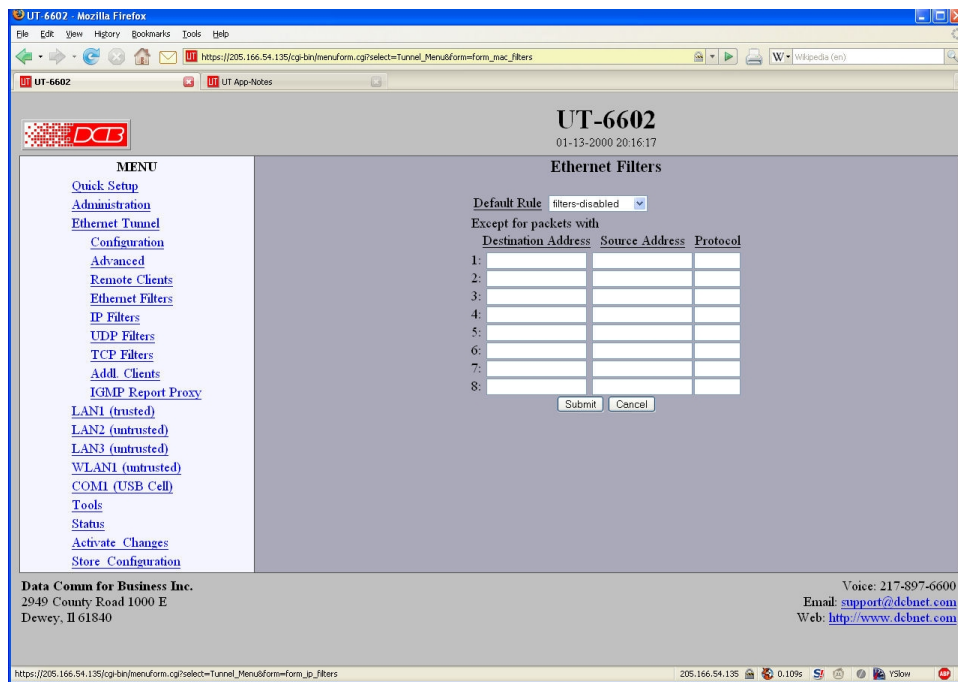 UT-6602 - Mozilla Firefox
File Edit View History Bookmarks Tools Help
https://205.166.54.135/cgi-bin/menuform.cgi?select=Tunnel_Menu&form=form_mac_filters
Wikipedia (en)
UT-6602
UT App-Notes
DCB
UT-6602
01-13-2000 20:16:17
MENU
Quick Setup
Administration
Ethernet Tunnel
Configuration
Advanced
Remote Clients
Ethernet Filters
IP Filters
UDP Filters
TCP Filters
Addl. Clients
IGMP Report Proxy
LAN1 (trusted)
LAN2 (untrusted)
LAN3 (untrusted)
WLAN1 (untrusted)
COM1 (USB Cell)
Tools
Status
Activate Changes
Store Configuration
Ethernet Filters
Default Rule filters-disabled
Except for packets with
Destination Address Source Address Protocol
1:
2:
3:
4:
5:
6:
7:
8:
Submit Cancel
Data Comm for Business Inc.
2949 County Road 1000 E
Dewey, Il 61840
Voice: 217-897-6600
Email: support@dcbnet.com
Web: http://www.dcbnet.com
https://205.166.54.135/cgi-bin/menuform.cgi?select=Tunnel_Menu&form=form_ip_filters
205.166.54.135 0.109s YSlow ABP